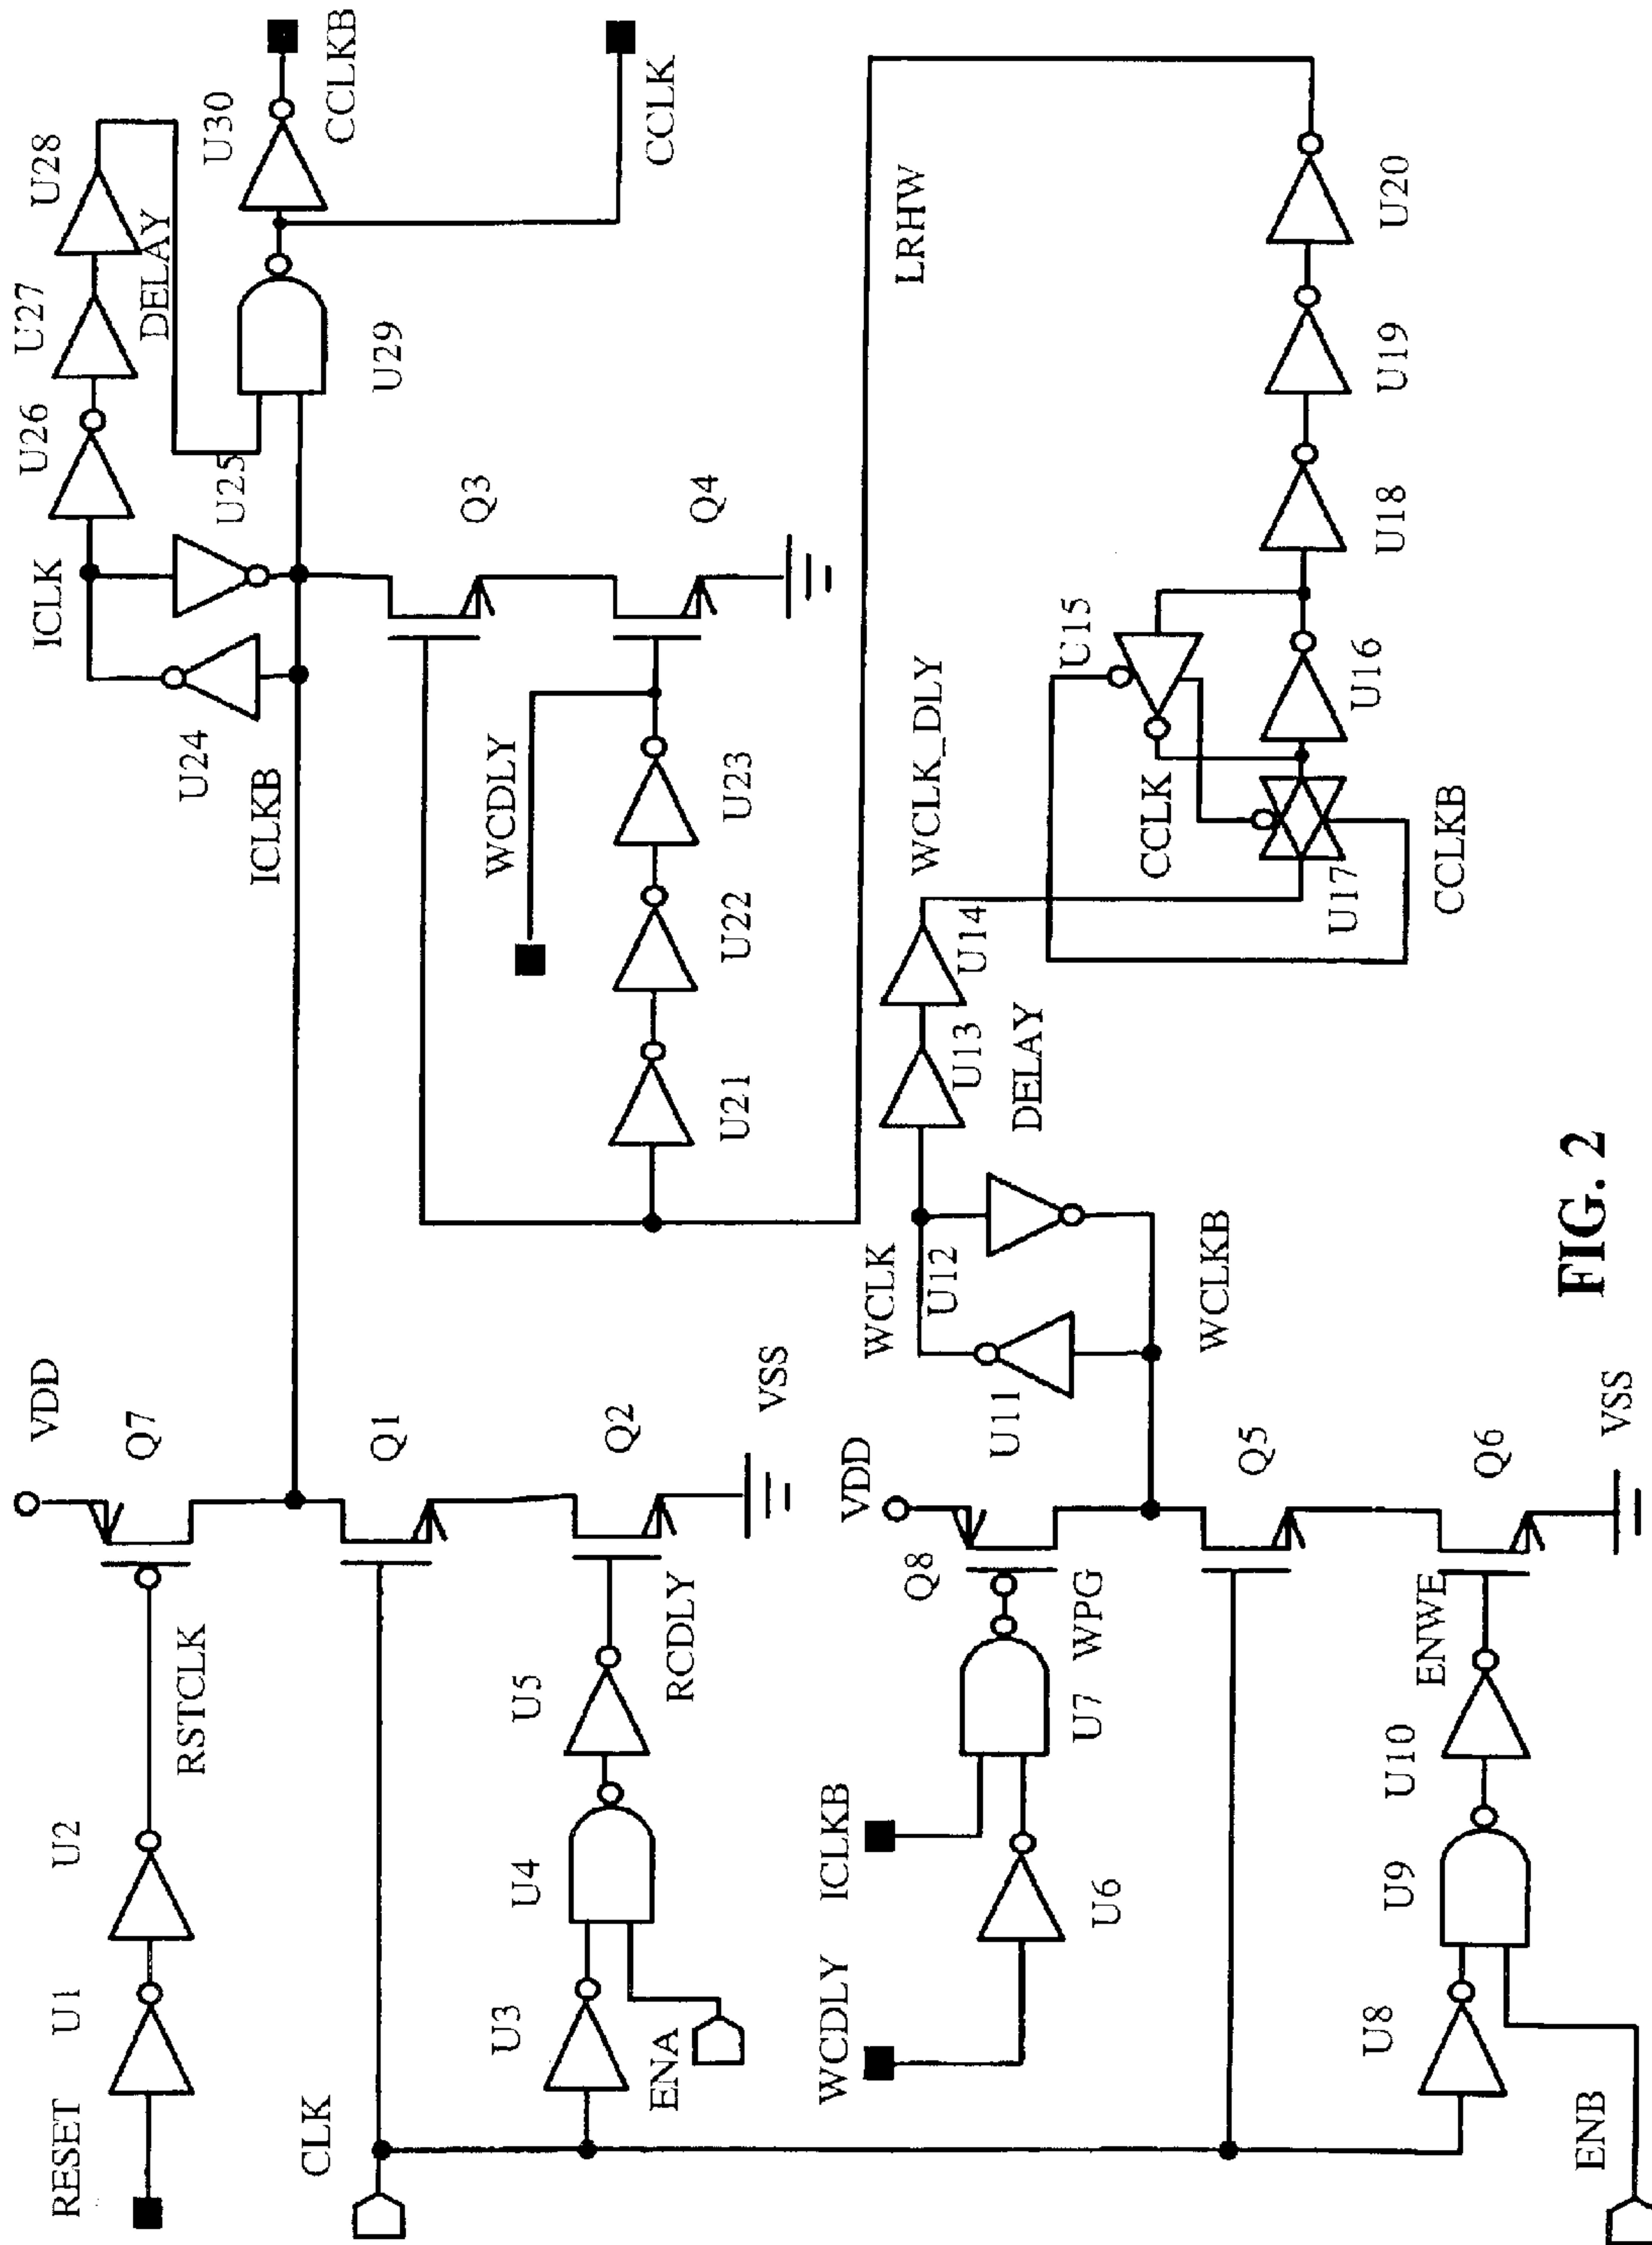 RESET
U1
U2
RSTCLK
VDD
Q7
CLK
Q1
U3
ENA
U4
U5
RCDLY
Q2
VSS
ICLKB
U24
ICLK
U25
U26
U27
U28
DELAY
U29
U30
CCLKB
CCLK
Q3
Q4
WCDLY
U21
U22
U23
LRHW
WCDLY
U6
ICLKB
U7
WPG
Q8
VDD
Q5
ENB
U8
U9
U10
ENWE
Q6
VSS
U11
WCLK
U12
WCLKB
U13
U14
DELAY
WCLK_DLY
U15
CCLK
U17
CCLKB
U16
U18
U19
U20
FIG. 2